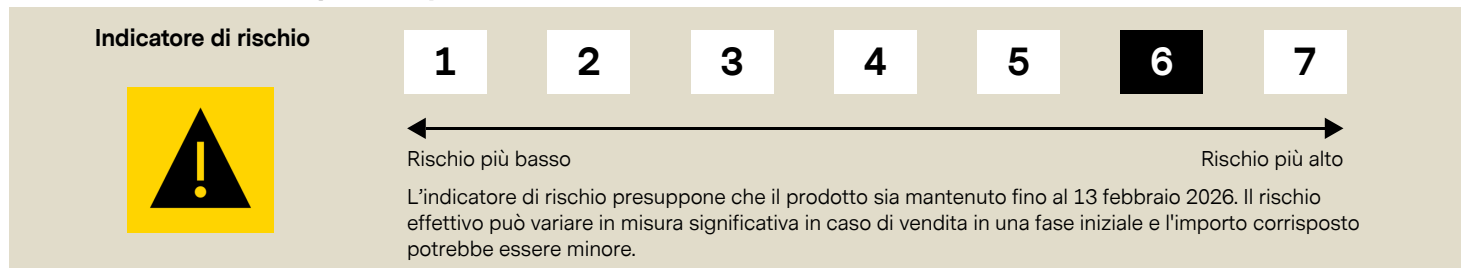 Indicatore di rischio
1 2 3 4 5 6 7
Rischio più basso Rischio più alto
L’indicatore di rischio presuppone che il prodotto sia mantenuto fino al 13 febbraio 2026. Il rischio
effettivo può variare in misura significativa in caso di vendita in una fase iniziale e l'importo corrisposto
potrebbe essere minore.